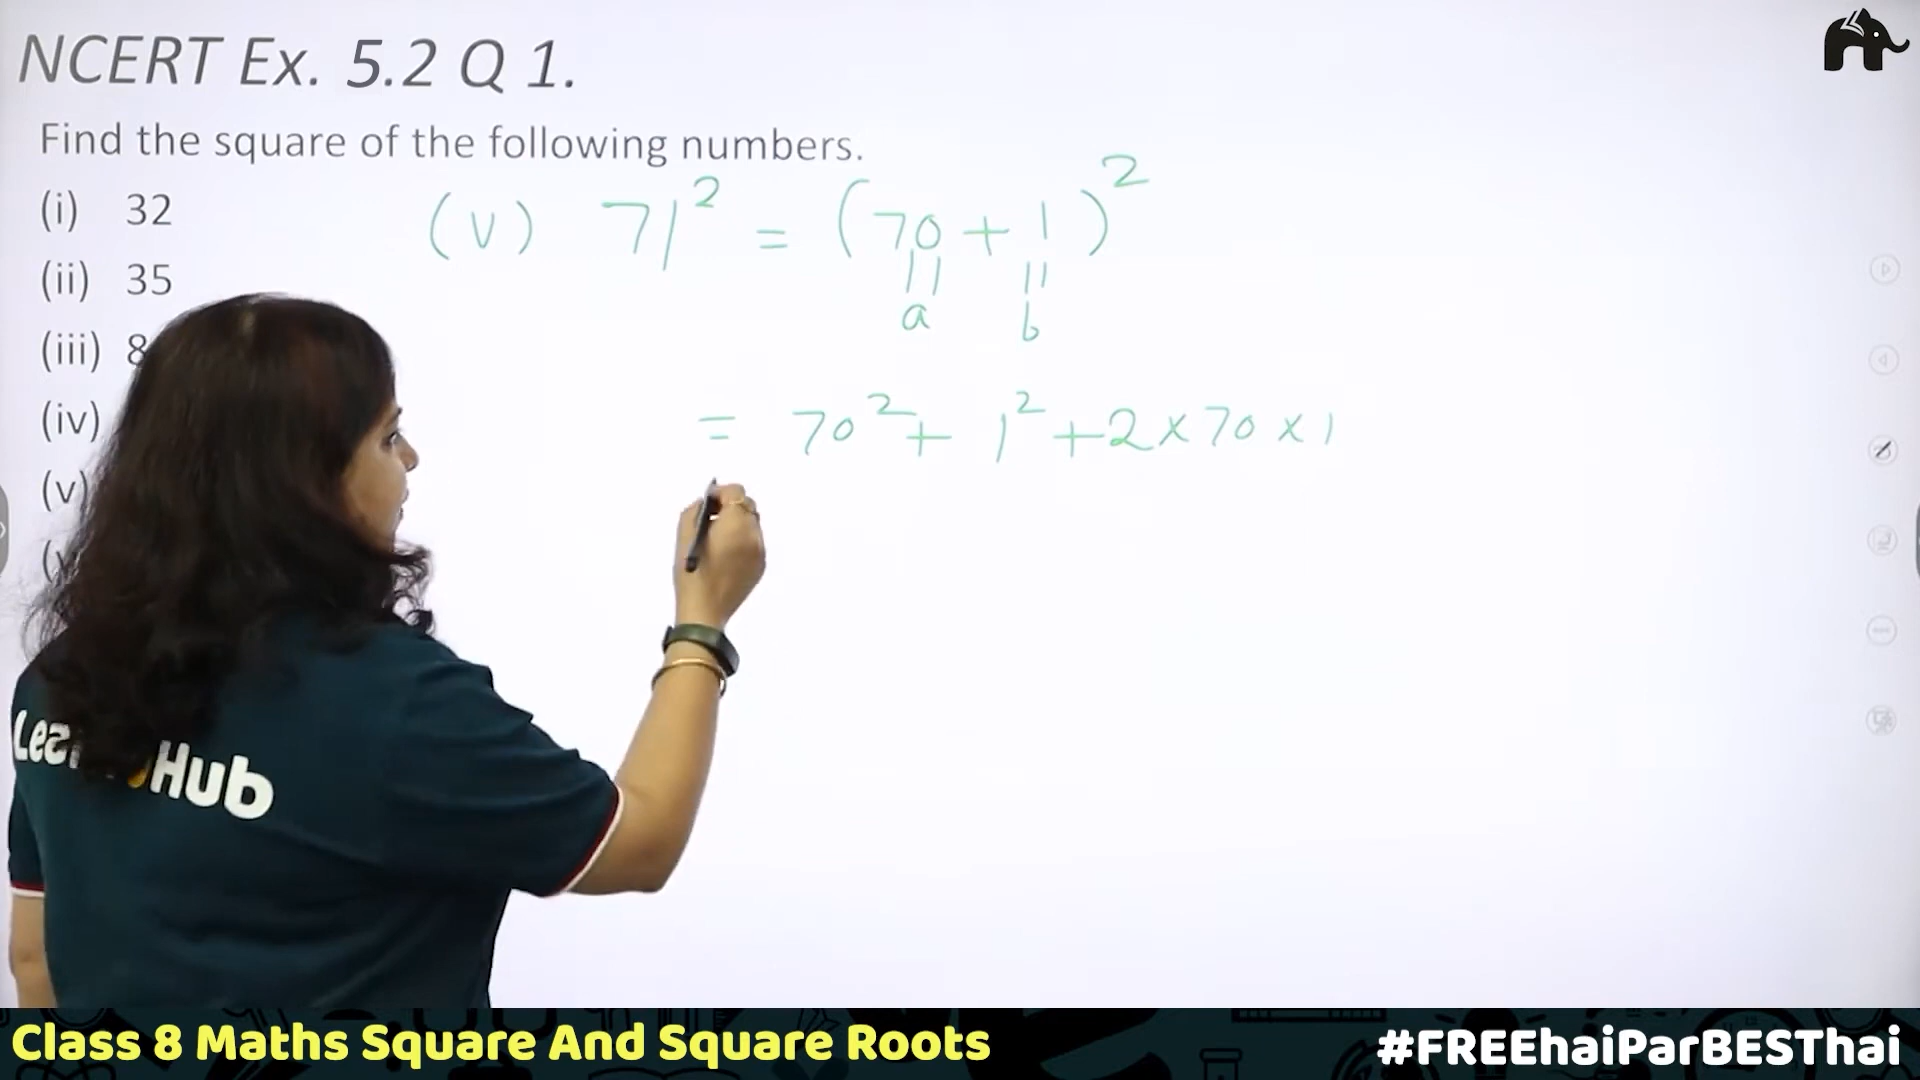 NCERT Ex. 5.2 Q 1.
Find the square of the following numbers.
(i) 32
(ii) 35
(iii) 8
(iv)
(v)
(v) 71² = (70 + 1)²
|| ||
a b
= 70² + 1² + 2 × 70 × 1
Hub
Class 8 Maths Square And Square Roots
#FREEhaiParBESThai